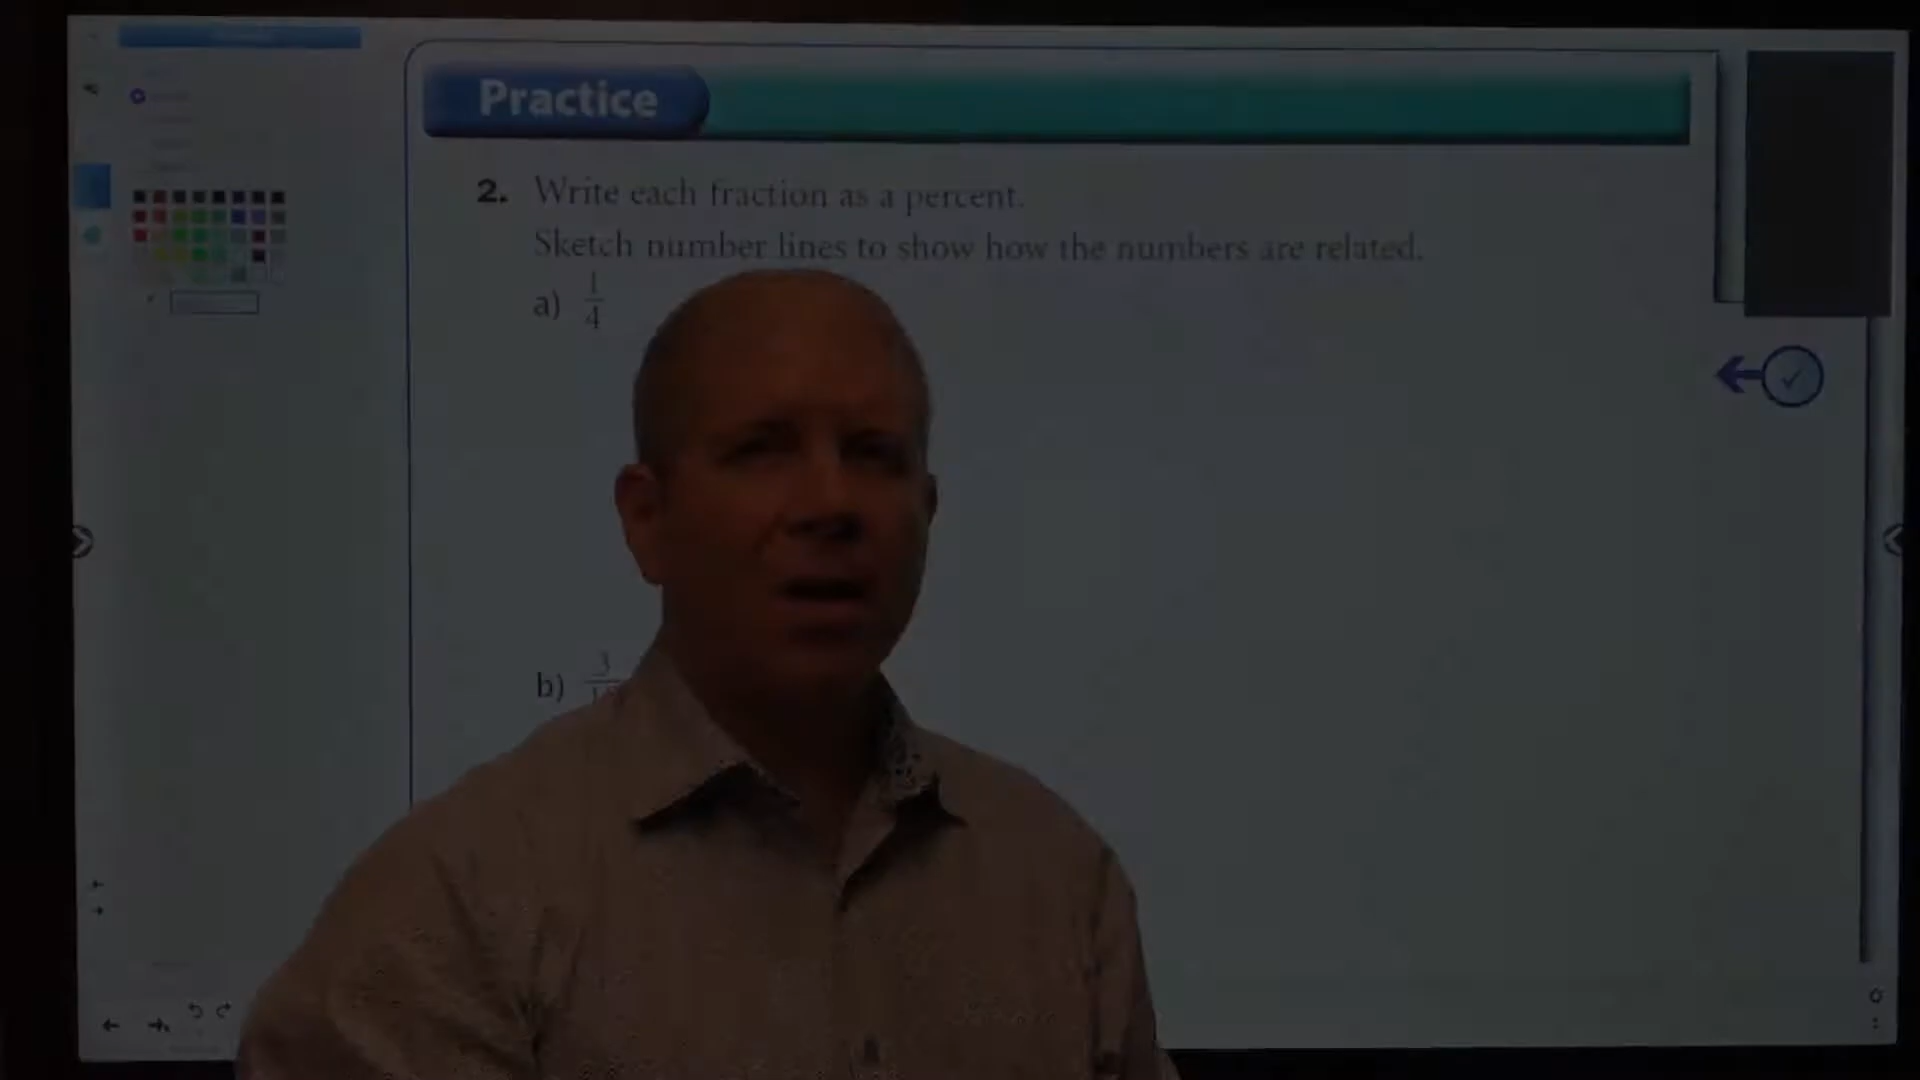 Practice
2. Write each fraction as a percent.
Sketch number lines to show how the numbers are related.
a) 1/4
b) 3